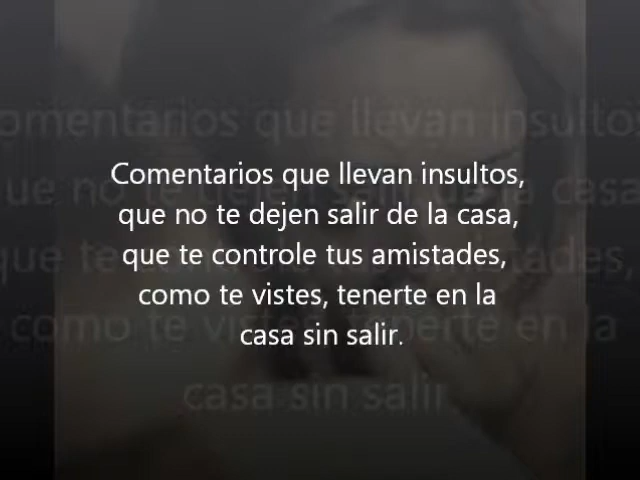 Comentarios que llevan insultos,
que no te dejen salir de la casa,
que te controle tus amistades,
como te vistes, tenerte en la
casa sin salir.